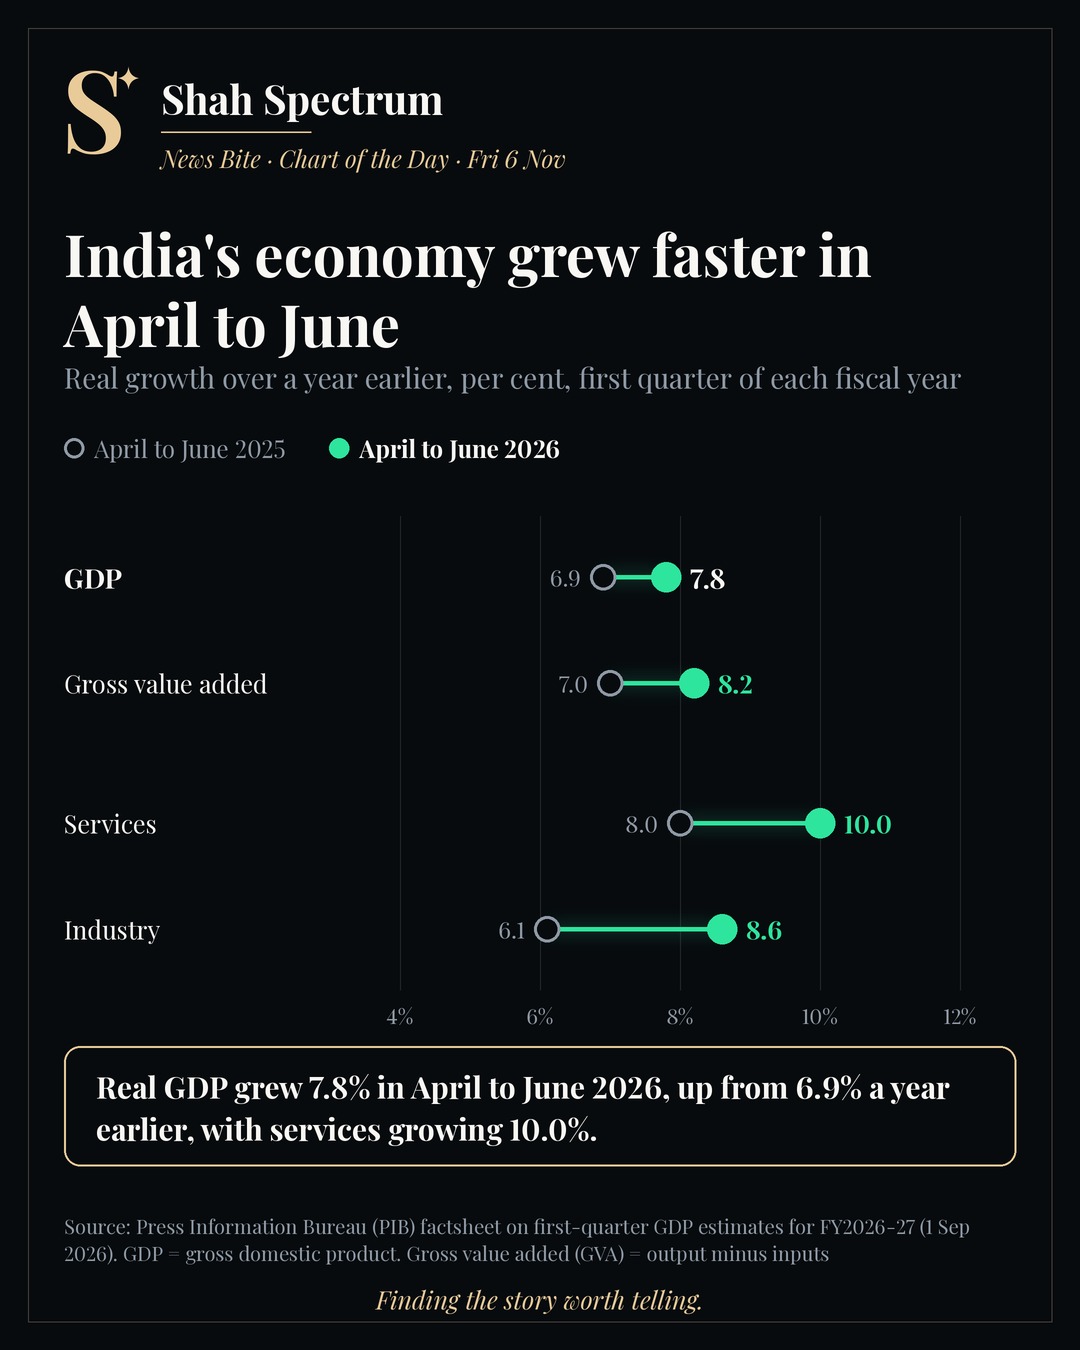 S
Shah Spectrum
News Bite · Chart of the Day · Fri 6 Nov
India's economy grew faster in
April to June
Real growth over a year earlier, per cent, first quarter of each fiscal year
April to June 2025
April to June 2026
GDP
6.9
7.8
Gross value added
7.0
8.2
Services
8.0
10.0
Industry
6.1
8.6
4%
6%
8%
10%
12%
Real GDP grew 7.8% in April to June 2026, up from 6.9% a year
earlier, with services growing 10.0%.
Source: Press Information Bureau (PIB) factsheet on first-quarter GDP estimates for FY2026-27 (1 Sep
2026). GDP = gross domestic product. Gross value added (GVA) = output minus inputs
Finding the story worth telling.